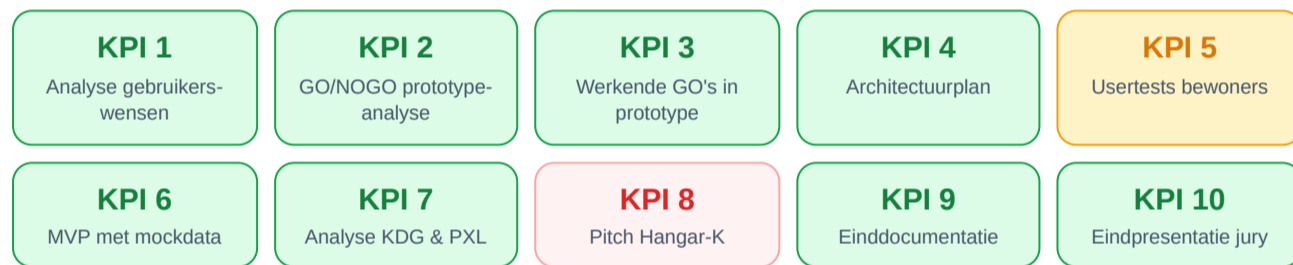 KPI 1
Analyse gebruikers-
wensen
KPI 2
GO/NOGO prototype-
analyse
KPI 3
Werkende GO's in
prototype
KPI 4
Architectuurplan
KPI 5
Usertests bewoners
KPI 6
MVP met mockdata
KPI 7
Analyse KDG & PXL
KPI 8
Pitch Hangar-K
KPI 9
Einddocumentatie
KPI 10
Eindpresentatie jury